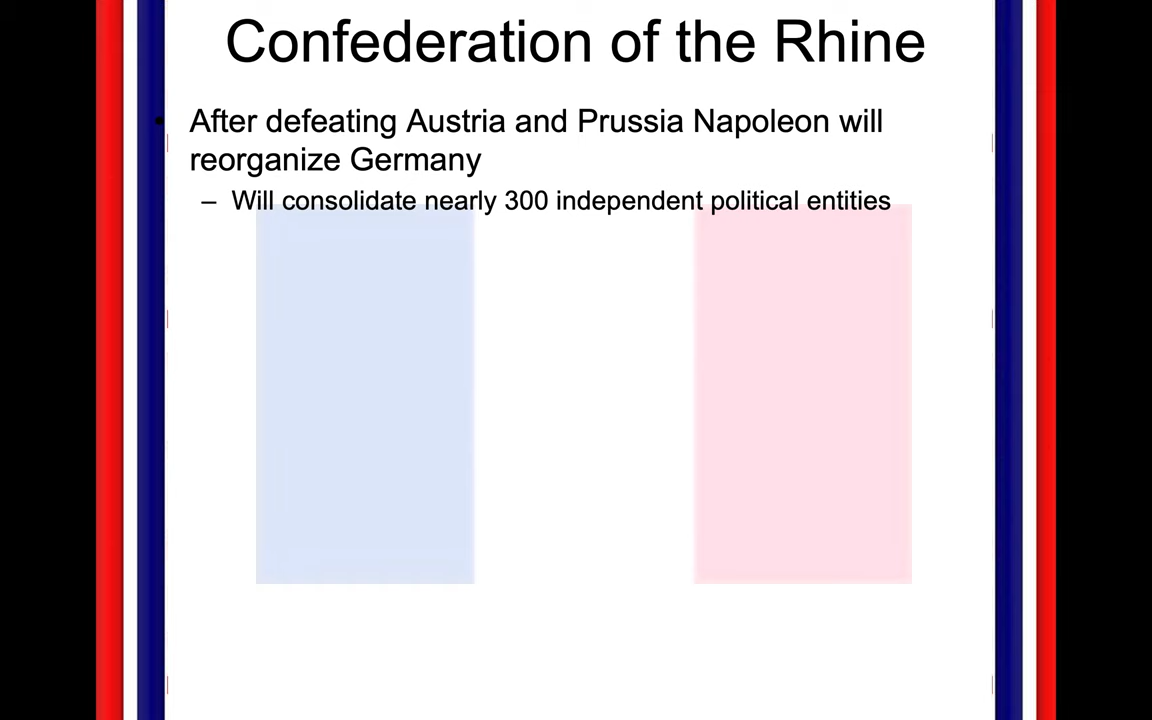 Confederation of the Rhine
• After defeating Austria and Prussia Napoleon will
reorganize Germany
– Will consolidate nearly 300 independent political entities